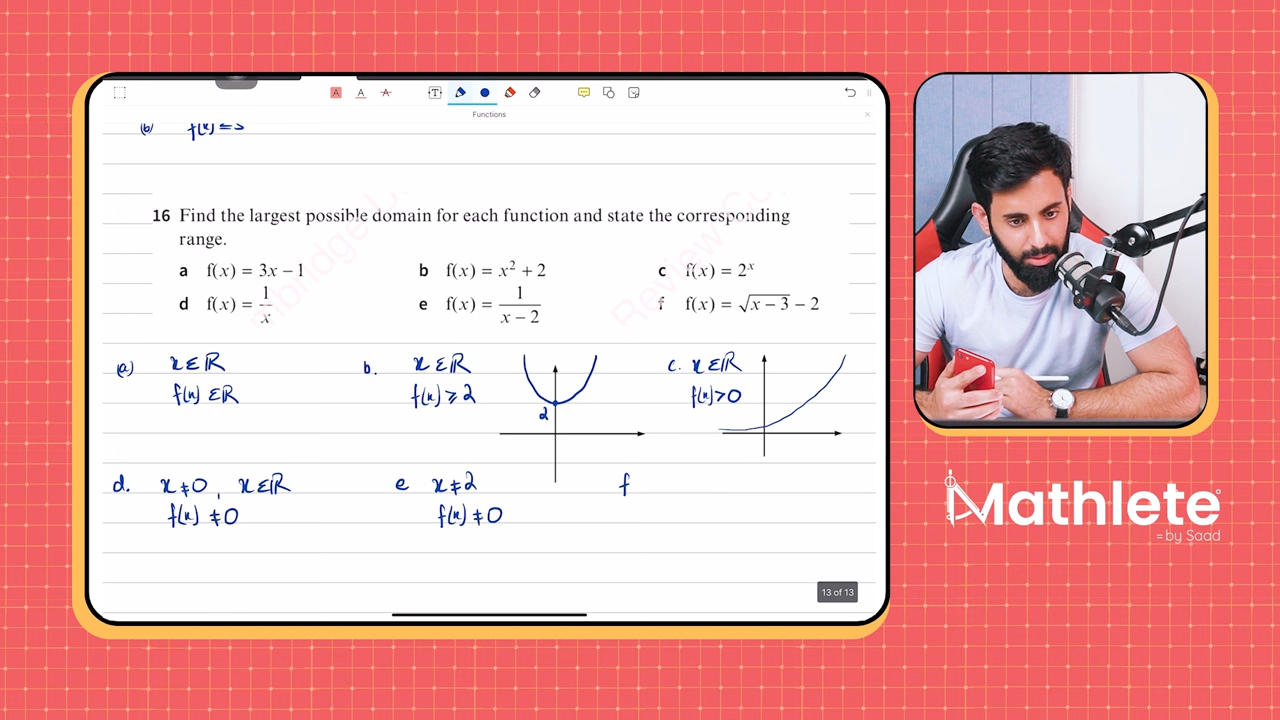 Functions
(b) f(x) = 3
16 Find the largest possible domain for each function and state the corresponding
range.
a f(x) = 3x − 1 b f(x) = x² + 2 c f(x) = 2ˣ
d f(x) = 1/x e f(x) = 1/(x − 2) f f(x) = √(x − 3) − 2
(a) x ∈ ℝ
f(x) ∈ ℝ
b. x ∈ ℝ
f(x) ≥ 2
2
c. x ∈ ℝ
f(x) > 0
d. x ≠ 0, x ∈ ℝ
f(x) ≠ 0
e x ≠ 2
f(x) ≠ 0
f
13 of 13
Mathlete
= by Saad